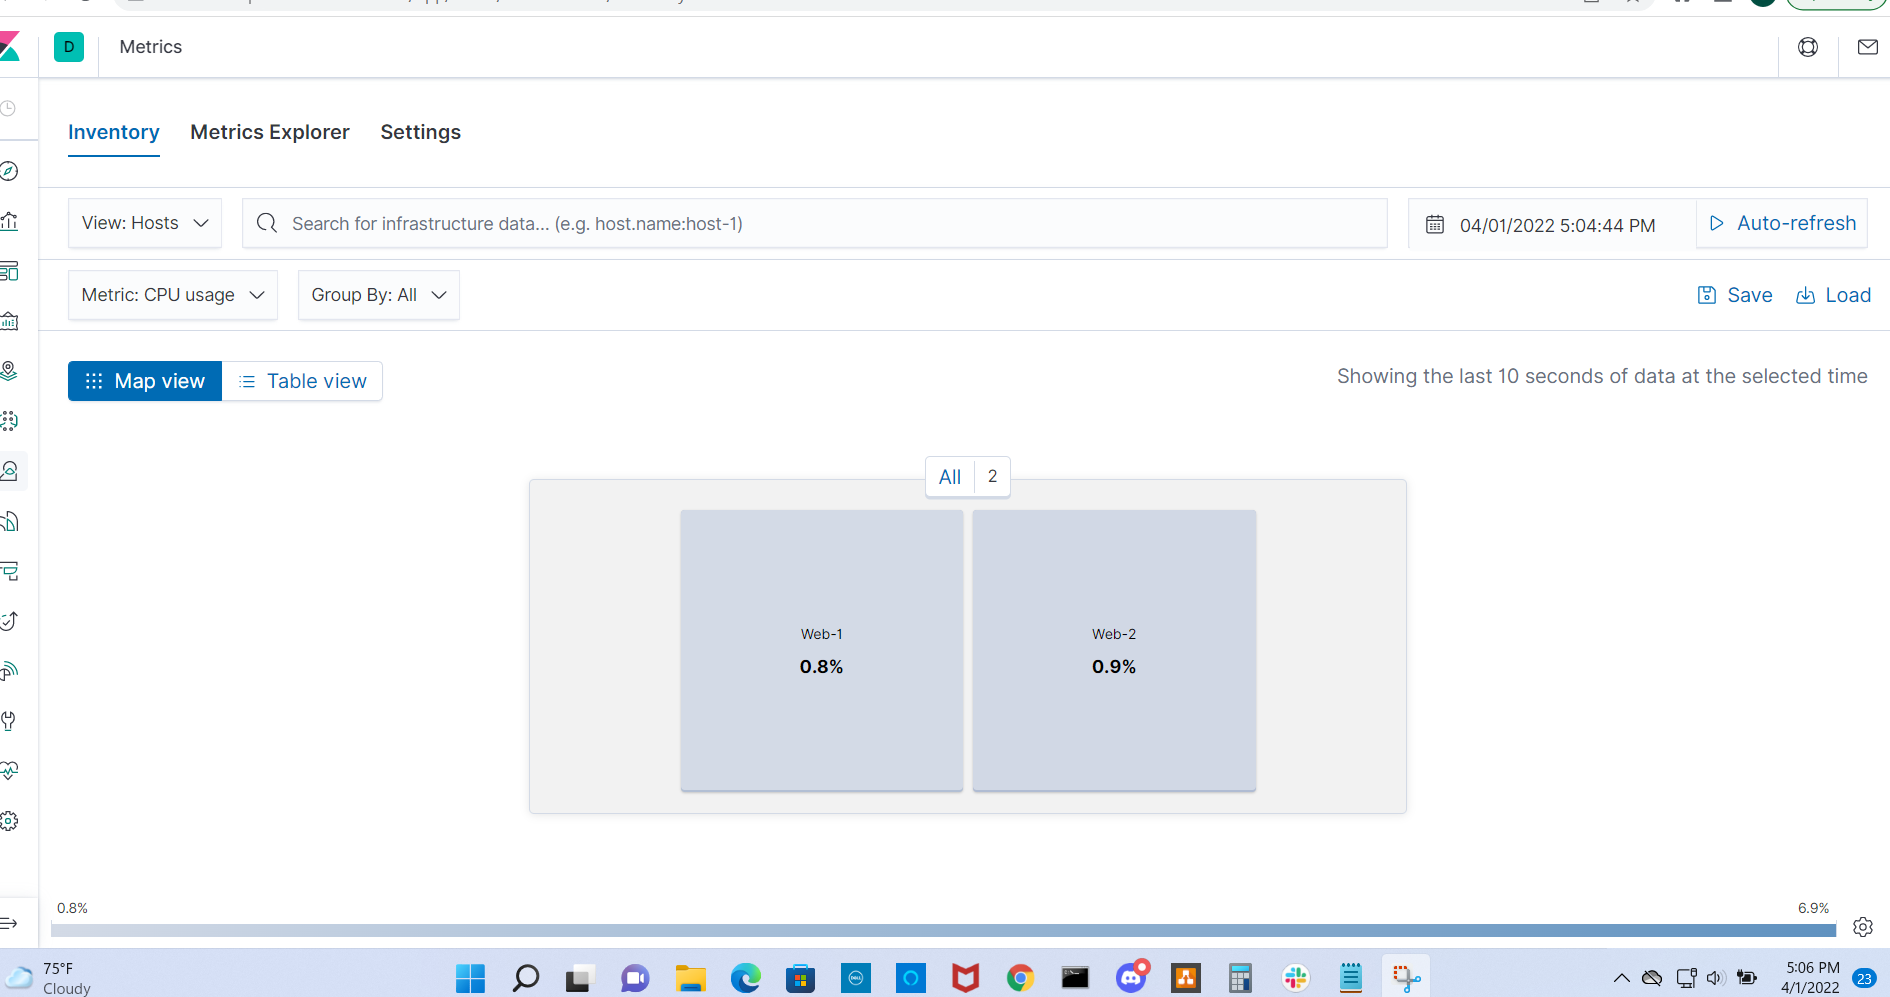 D Metrics
Inventory Metrics Explorer Settings
View: Hosts Search for infrastructure data... (e.g. host.name:host-1) 04/01/2022 5:04:44 PM Auto-refresh
Metric: CPU usage Group By: All Save Load
Map view Table view Showing the last 10 seconds of data at the selected time
All 2
Web-1 Web-2
0.8% 0.9%
0.8% 6.9%
75°F 5:06 PM
Cloudy 4/1/2022 23